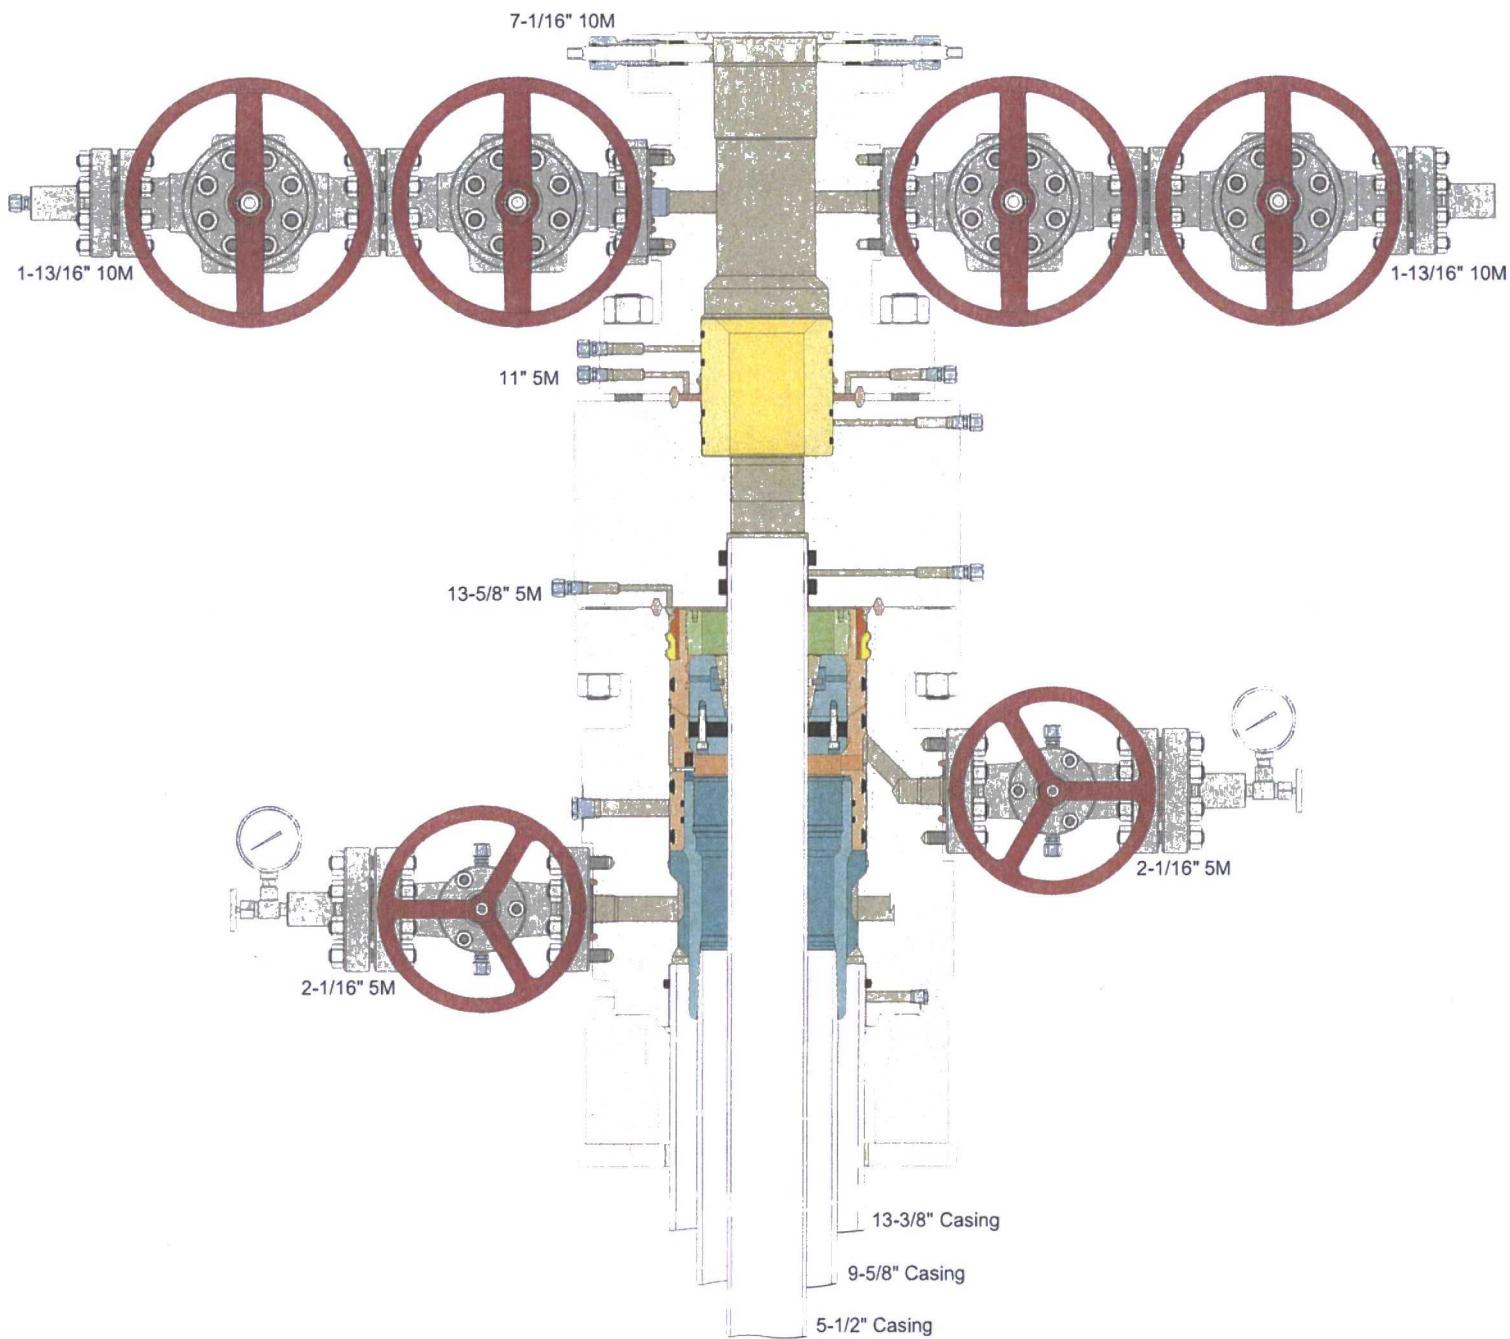 7-1/16" 10M
1-13/16" 10M
1-13/16" 10M
11" 5M
13-5/8" 5M
2-1/16" 5M
2-1/16" 5M
13-3/8" Casing
9-5/8" Casing
5-1/2" Casing